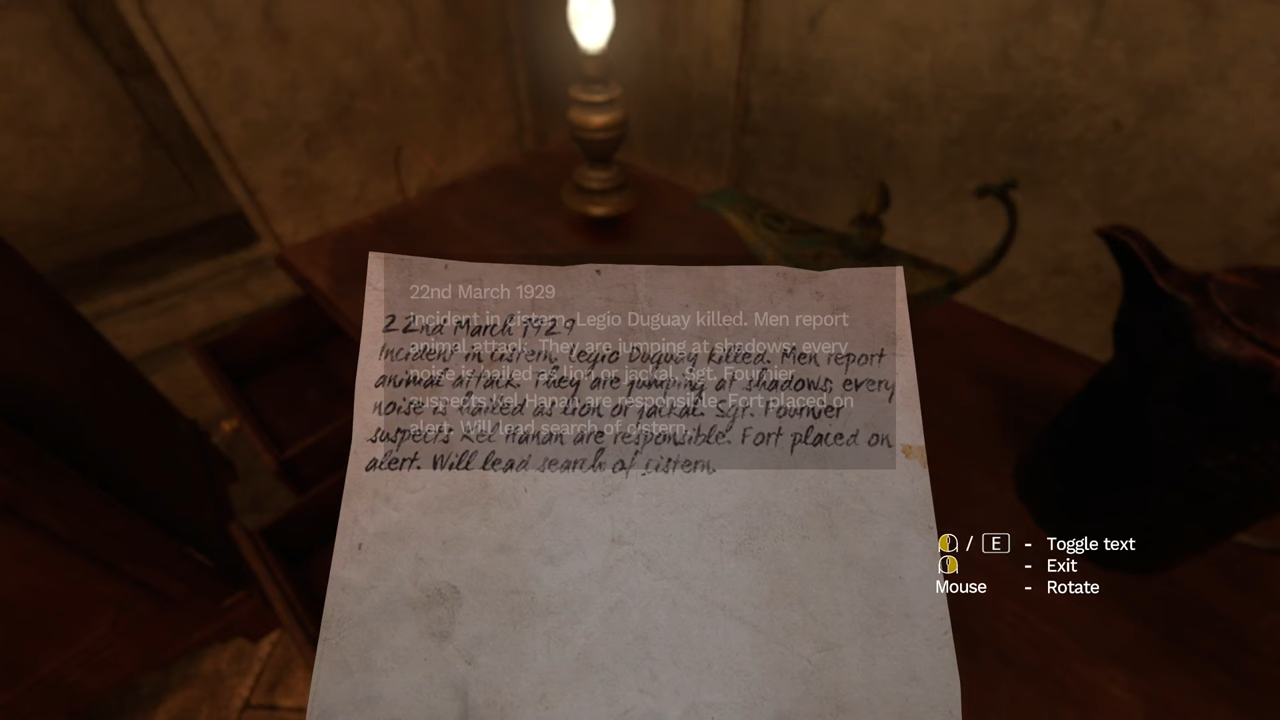 22nd March 1929
Incident in cistern. Legio Duguay killed. Men report
animal attack. They are jumping at shadows; every
noise is hailed as lion or jackal. Sgt. Fournier
suspects Kel Hanan are responsible. Fort placed on
alert. Will lead search of cistern.
22nd March 1929
Incident in cistern. Legio Duguay killed. Men report
animal attack. They are jumping at shadows; every
noise is hailed as lion or jackal. Sgt. Fournier
suspects Kel Hanan are responsible. Fort placed on
alert. Will lead search of cistern.
/ E - Toggle text
- Exit
Mouse - Rotate